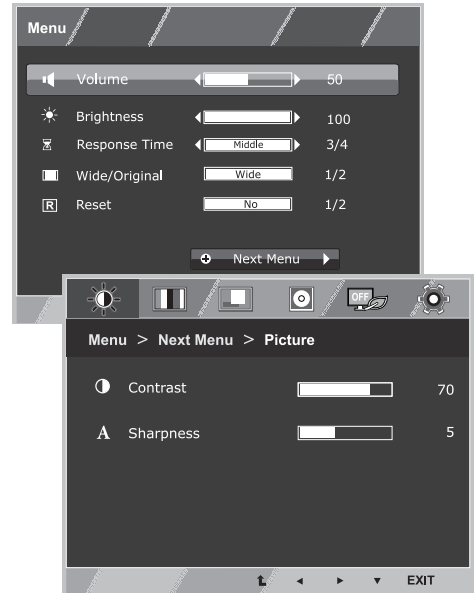 Menu
Volume 50
Brightness 100
Response Time Middle 3/4
Wide/Original Wide 1/2
R Reset No 1/2
Next Menu
OFF
Menu > Next Menu > Picture
Contrast 70
A Sharpness 5
EXIT